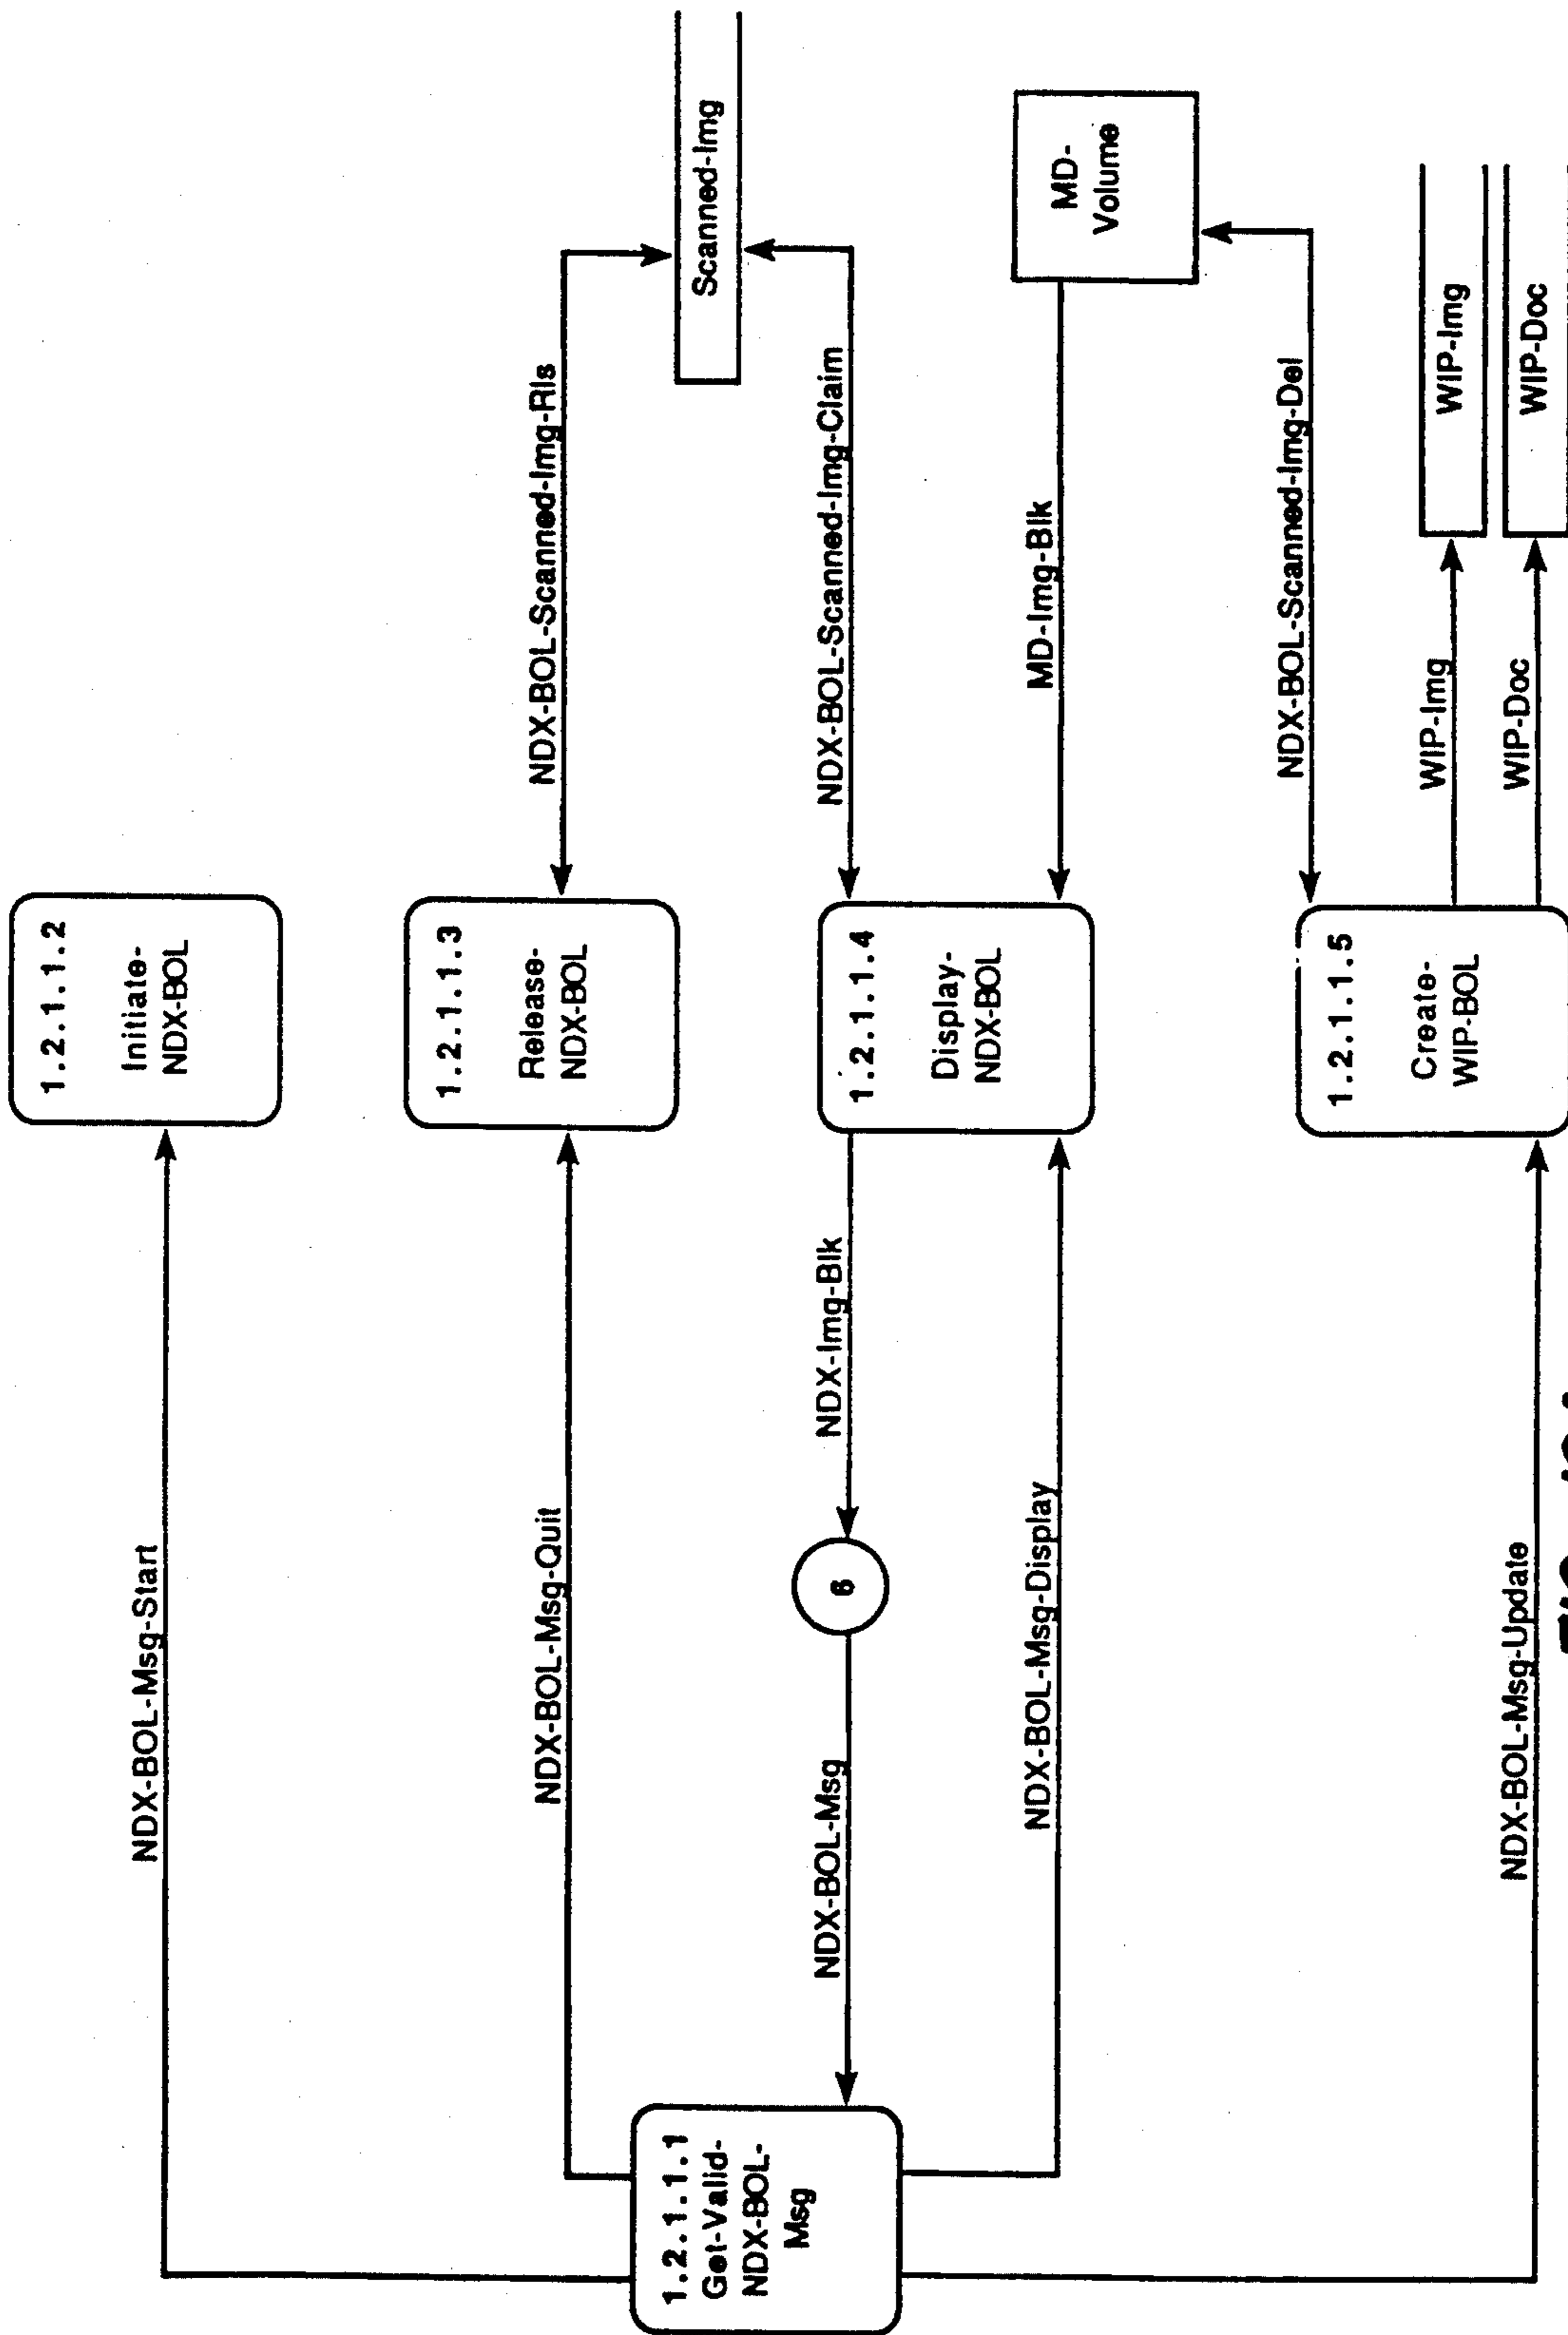 1.2.1.1.2
Initiate-
NDX-BOL
NDX-BOL-Msg-Start
1.2.1.1.3
Release-
NDX-BOL
NDX-BOL-Msg-Quit
NDX-BOL-Scanned-Img-Rls
Scanned-Img
1.2.1.1.1
Get-Valid-
NDX-BOL-
Msg
NDX-BOL-Msg
6
NDX-Img-Blk
1.2.1.1.4
Display-
NDX-BOL
NDX-BOL-Scanned-Img-Claim
NDX-BOL-Msg-Display
MD-Img-Blk
MD-
Volume
NDX-BOL-Scanned-Img-Del
1.2.1.1.5
Create-
WIP-BOL
NDX-BOL-Msg-Update
WIP-Img
WIP-Img
WIP-Doc
WIP-Doc